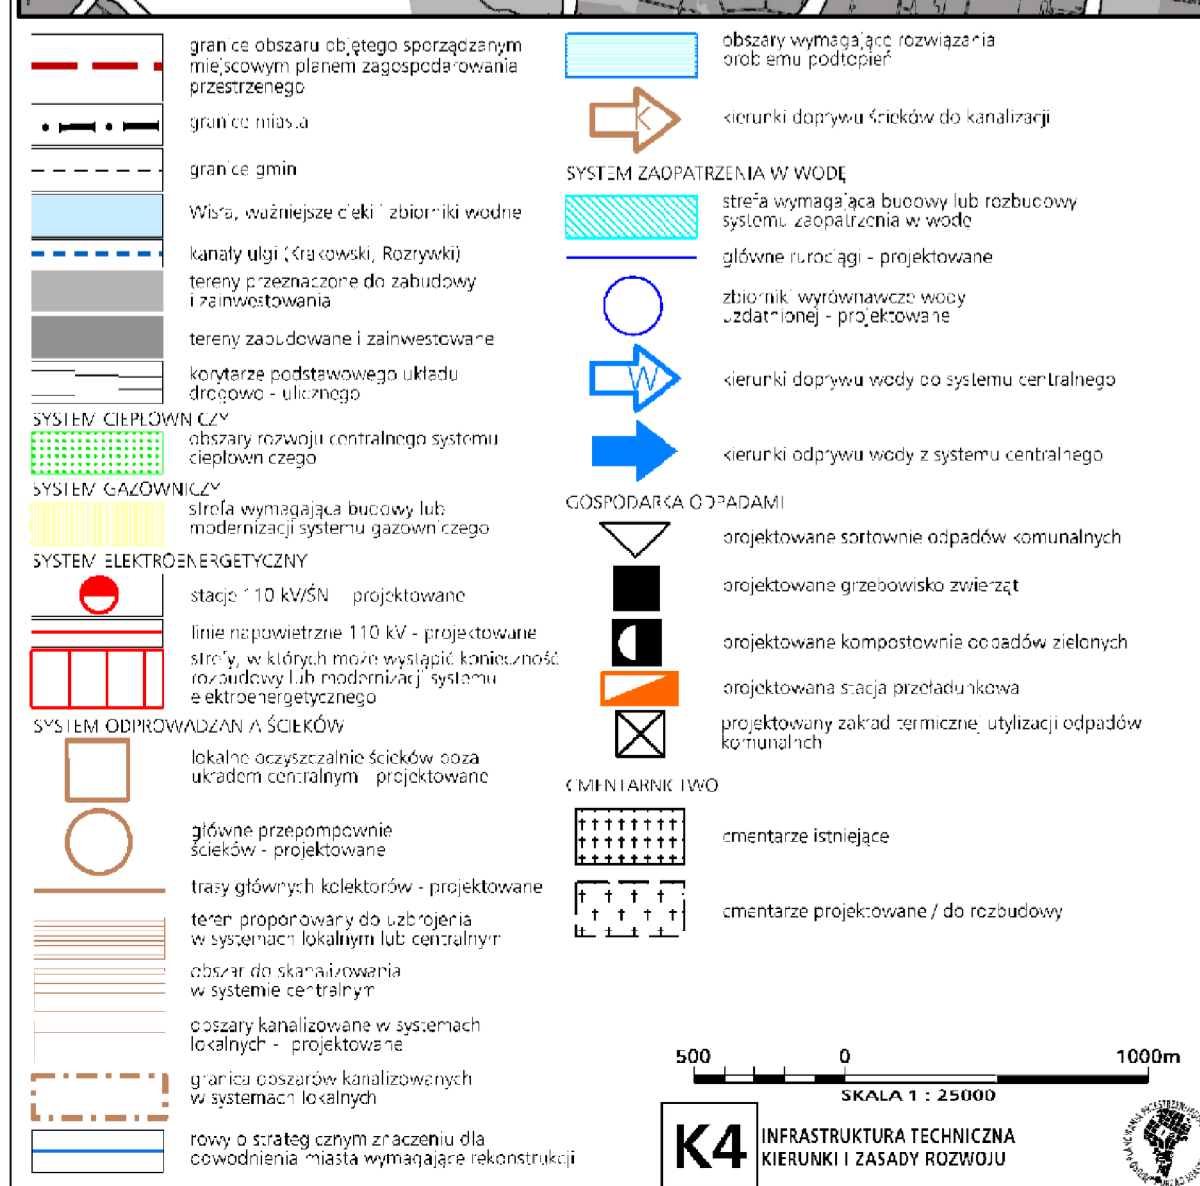 granice obszaru objętego sporządzanym
miejscowym planem zagospodarowania
przestrzenego
granice miasta
granice gmin
Wisła, ważniejsze cieki i zbiorniki wodne
kanały ulgi (Krakowski, Rozrywki)
tereny przeznaczone do zabudowy
i zainwestowania
tereny zabudowane i zainwestowane
korytarze podstawowego układu
drogowo - ulicznego
SYSTEM CIEPŁOWNICZY
obszary rozwoju centralnego systemu
ciepłowniczego
SYSTEM GAZOWNICZY
strefa wymagająca budowy lub
modernizacji systemu gazowniczego
SYSTEM ELEKTROENERGETYCZNY
stacje 110 kV/SN - projektowane
linie napowietrzne 110 kV - projektowane
strefy, w których może wystąpić konieczność
rozbudowy lub modernizacji systemu
elektroenergetycznego
SYSTEM ODPROWADZANIA ŚCIEKÓW
lokalne oczyszczalnie ścieków poza
układem centralnym - projektowane
główne przepompownie
ścieków - projektowane
trasy głównych kolektorów - projektowane
teren proponowany do uzbrojenia
w systemach lokalnym lub centralnym
obszar do skanalizowania
w systemie centralnym
obszary kanalizowane w systemach
lokalnych - projektowane
granica obszarów kanalizowanych
w systemach lokalnych
rowy o strategicznym znaczeniu dla
odwodnienia miasta wymagające rekonstrukcji
obszary wymagające rozwiązania
problemu podtopień
K
kierunki dopływu ścieków do kanalizacji
SYSTEM ZAOPATRZENIA W WODĘ
strefa wymagająca budowy lub rozbudowy
systemu zaopatrzenia w wodę
główne rurociągi - projektowane
zbiorniki wyrównawcze wody
uzdatnionej - projektowane
W
kierunki dopływu wody do systemu centralnego
kierunki odpływu wody z systemu centralnego
GOSPODARKA ODPADAMI
projektowane sortownie odpadów komunalnych
projektowane grzebowisko zwierząt
projektowane kompostownie odpadów zielonych
projektowana stacja przeładunkowa
projektowany zakład termicznej utylizacji odpadów
komunalnch
CMENTARNICTWO
cmentarze istniejące
cmentarze projektowane / do rozbudowy
500 0 1000m
SKALA 1 : 25000
K4
INFRASTRUKTURA TECHNICZNA
KIERUNKI I ZASADY ROZWOJU